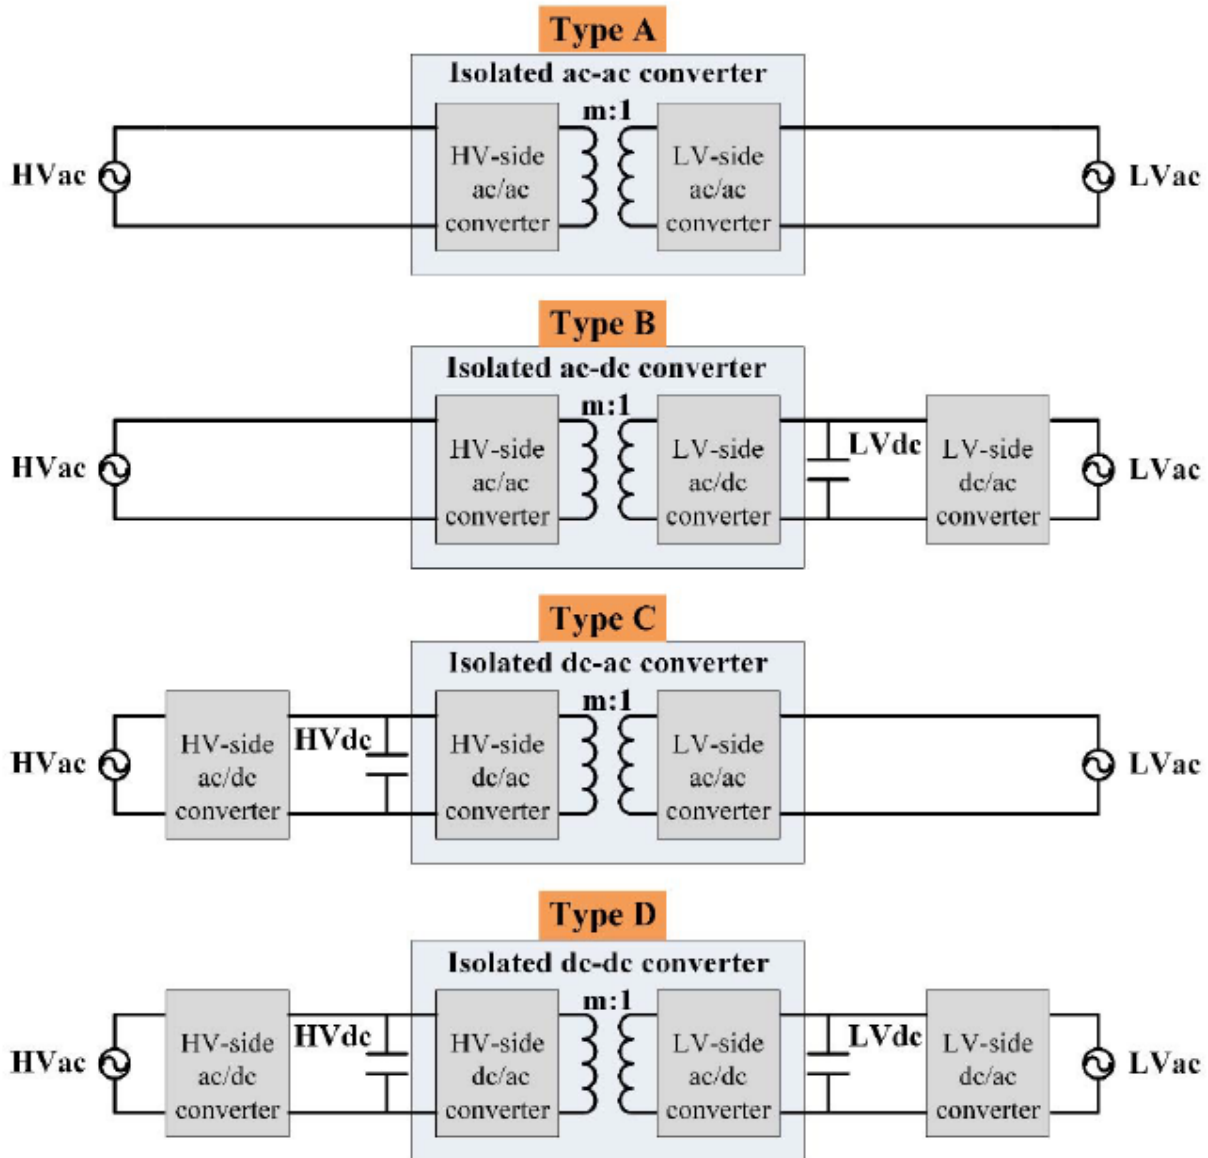 Type A
Isolated ac-ac converter
m:1
HVac
HV-side
ac/ac
converter
LV-side
ac/ac
converter
LVac
Type B
Isolated ac-dc converter
m:1
HVac
HV-side
ac/ac
converter
LV-side
ac/dc
converter
LVdc
LV-side
dc/ac
converter
LVac
Type C
Isolated dc-ac converter
m:1
HVac
HV-side
ac/dc
converter
HVdc
HV-side
dc/ac
converter
LV-side
ac/ac
converter
LVac
Type D
Isolated dc-dc converter
m:1
HVac
HV-side
ac/dc
converter
HVdc
HV-side
dc/ac
converter
LV-side
ac/dc
converter
LVdc
LV-side
dc/ac
converter
LVac